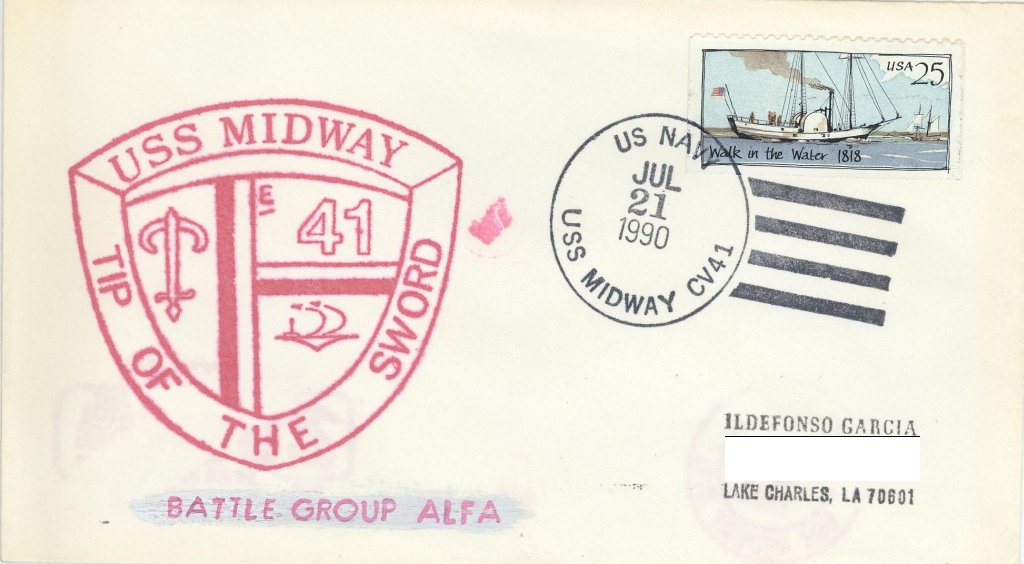 USS MIDWAY
E
41
TIP OF THE SWORD
BATTLE GROUP ALFA
USA 25
Walk in the Water 1818
US NAVY
JUL
21
1990
USS MIDWAY CV41
ILDEFONSO GARCIA
LAKE CHARLES, LA 70601